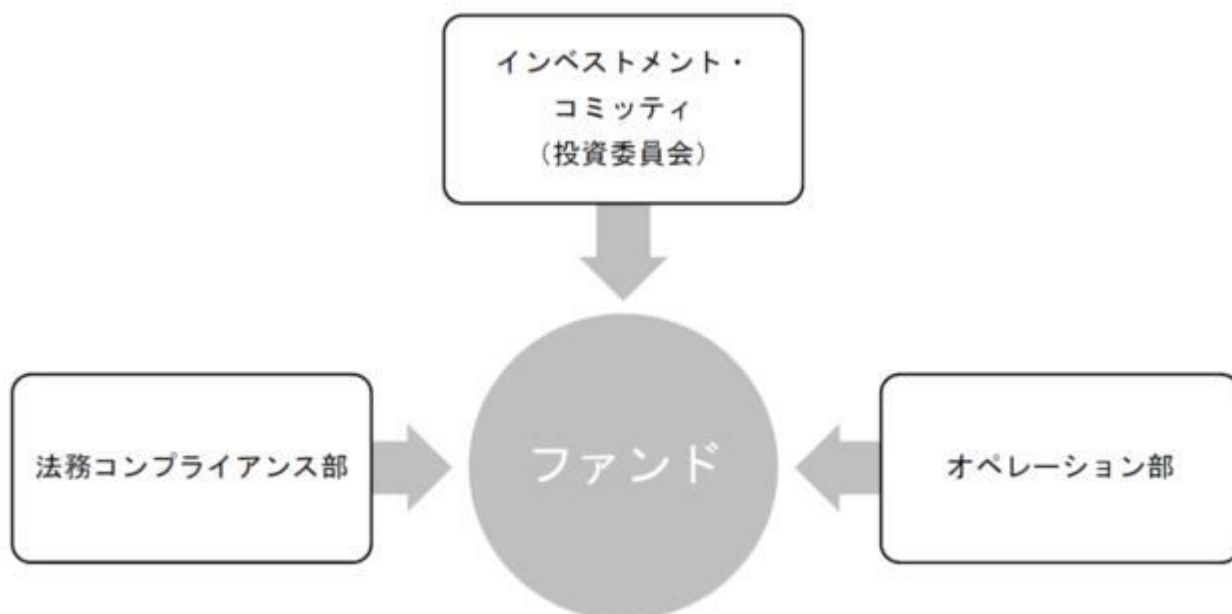 インベストメント・
コミッティ
（投資委員会）
法務コンプライアンス部
ファンド
オペレーション部